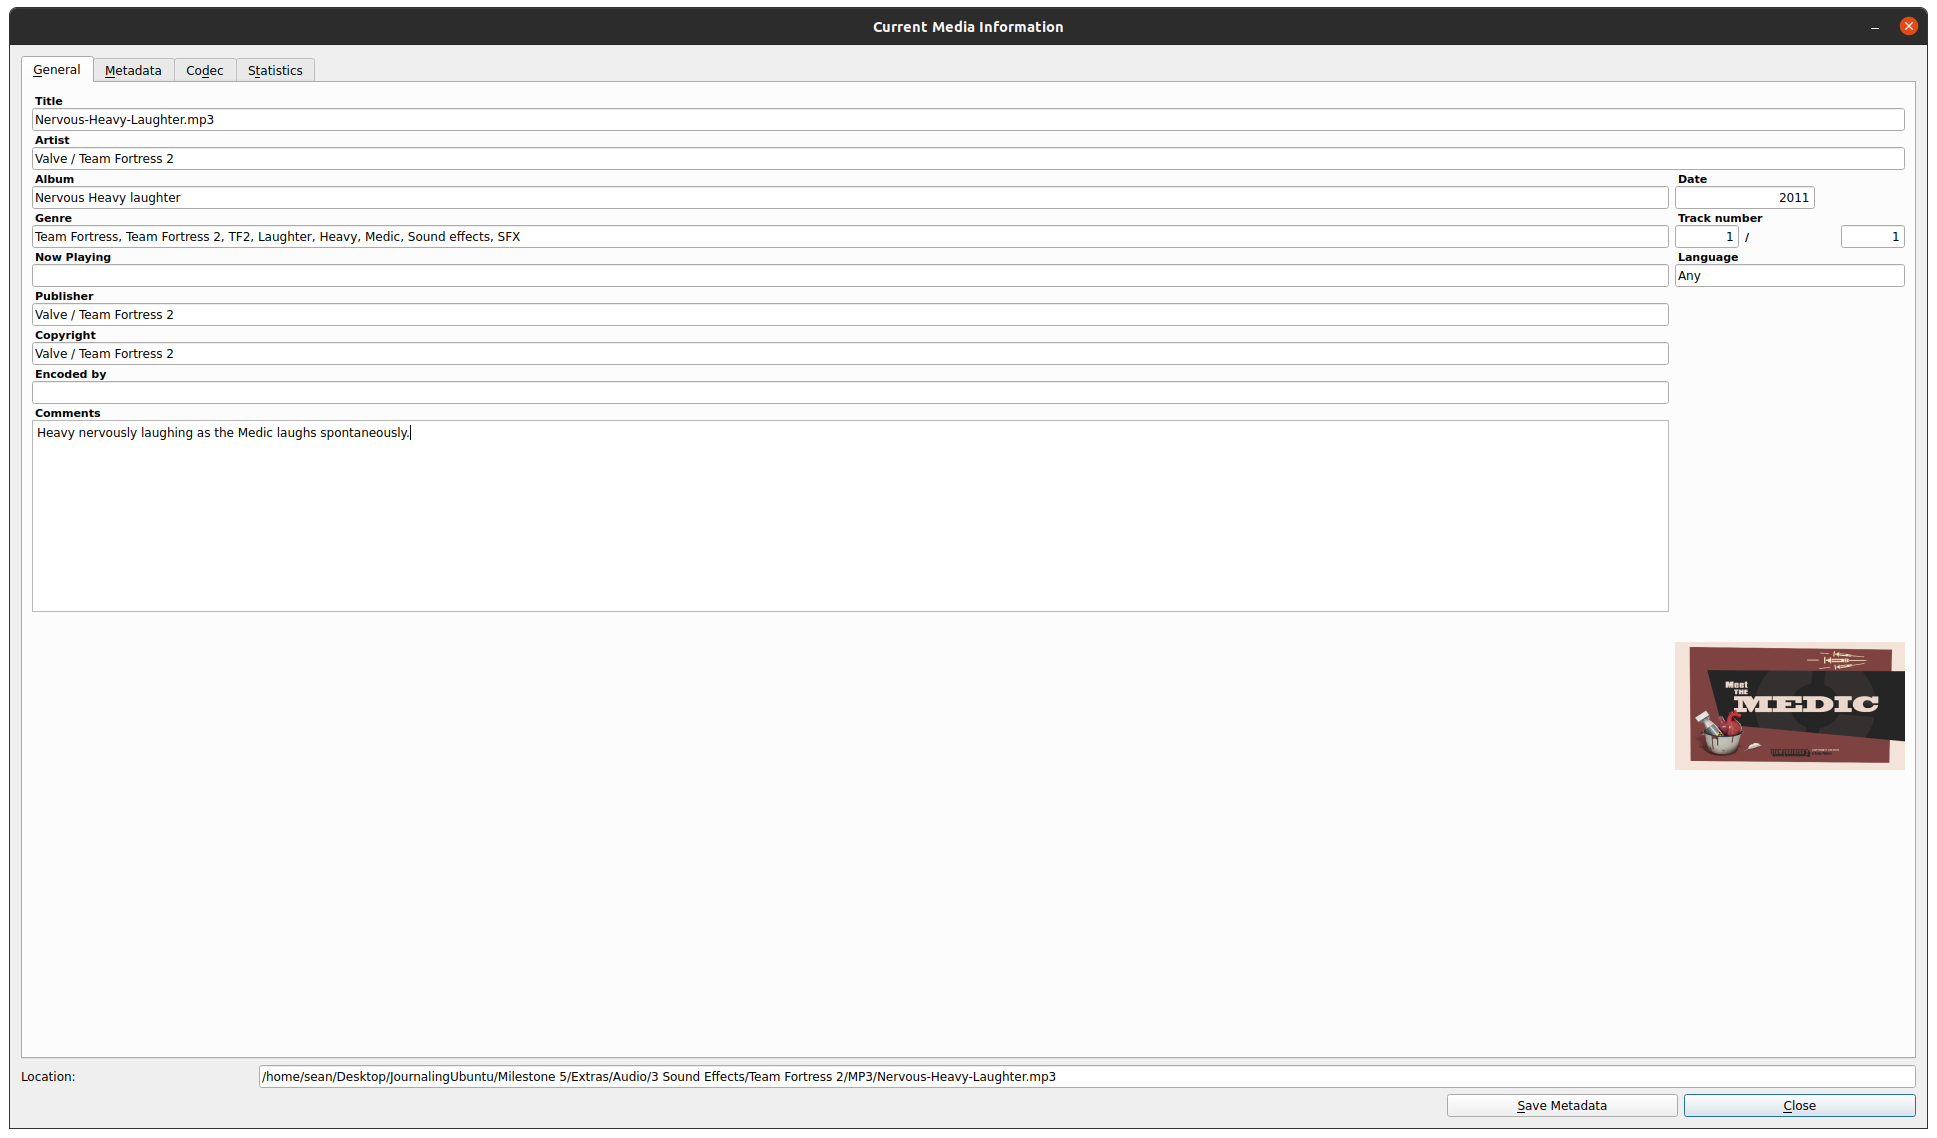 Current Media Information
General Metadata Codec Statistics
Title
Nervous-Heavy-Laughter.mp3
Artist
Valve / Team Fortress 2
Album Date
Nervous Heavy laughter 2011
Genre Track number
Team Fortress, Team Fortress 2, TF2, Laughter, Heavy, Medic, Sound effects, SFX 1 / 1
Now Playing Language
Any
Publisher
Valve / Team Fortress 2
Copyright
Valve / Team Fortress 2
Encoded by
Comments
Heavy nervously laughing as the Medic laughs spontaneously.
Meet
THE
MEDIC
Location: /home/sean/Desktop/JournalingUbuntu/Milestone 5/Extras/Audio/3 Sound Effects/Team Fortress 2/MP3/Nervous-Heavy-Laughter.mp3
Save Metadata Close